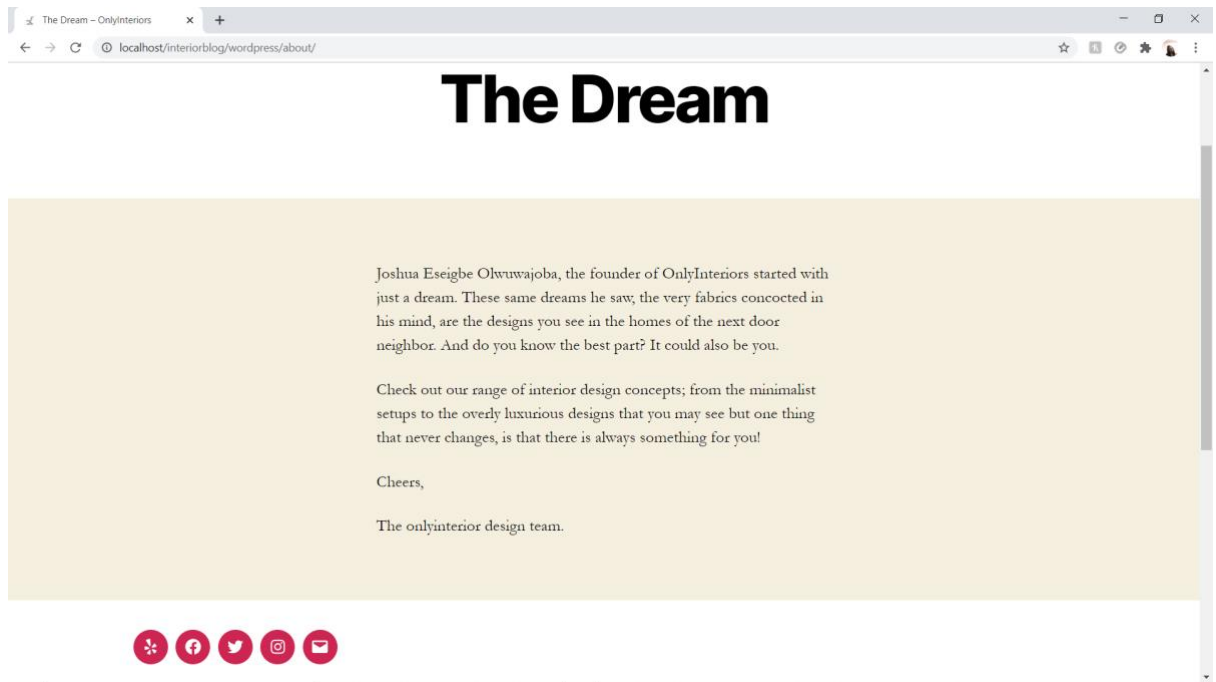 The Dream – OnlyInteriors
localhost/interiorblog/wordpress/about/
The Dream
Joshua Eseigbe Olwuwajoba, the founder of OnlyInteriors started with
just a dream. These same dreams he saw, the very fabrics concocted in
his mind, are the designs you see in the homes of the next door
neighbor. And do you know the best part? It could also be you.
Check out our range of interior design concepts; from the minimalist
setups to the overly luxurious designs that you may see but one thing
that never changes, is that there is always something for you!
Cheers,
The onlyinterior design team.